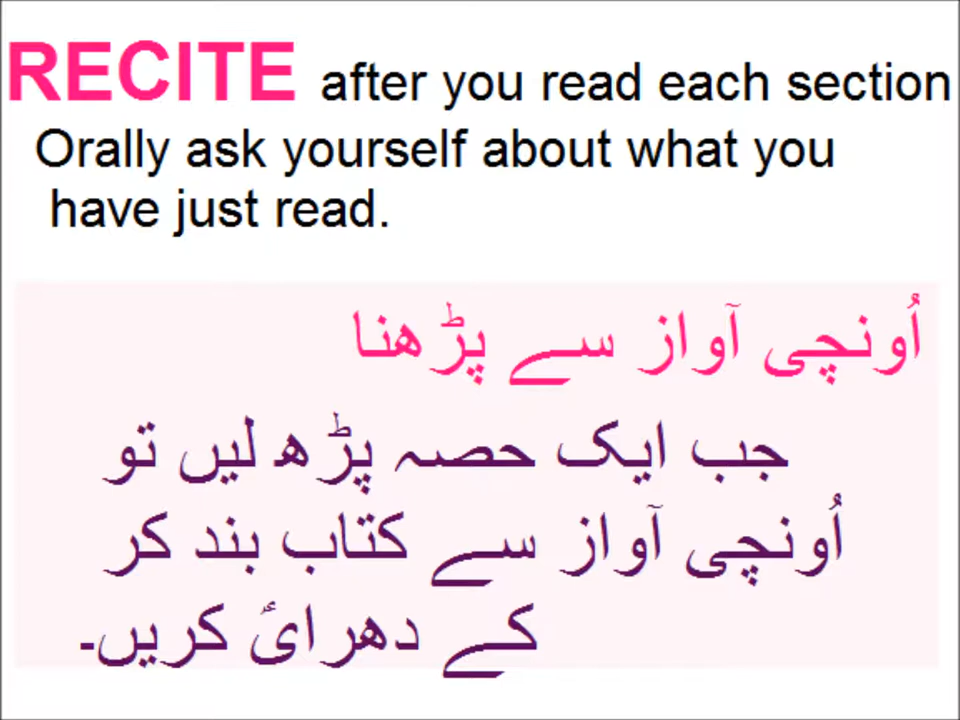 RECITE after you read each section
Orally ask yourself about what you
have just read.
اُونچی آواز سے پڑھنا
جب ایک حصہ پڑھ لیں تو
اُونچی آواز سے کتاب بند کر
کے دھرائ کریں۔